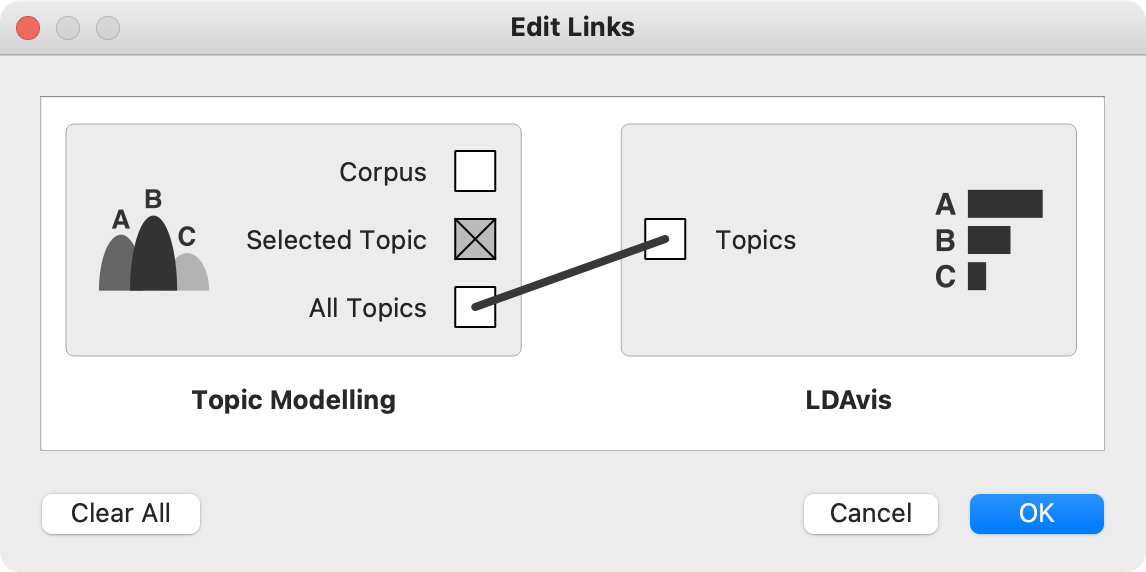 Edit Links
Corpus
Selected Topic
All Topics
A
B
C
Topic Modelling
Topics
A
B
C
LDAvis
Clear All
Cancel
OK